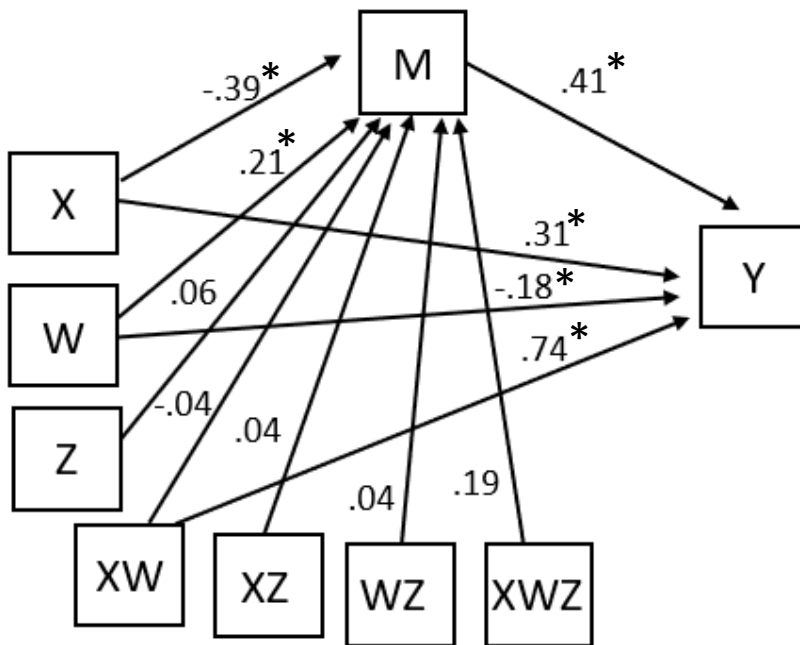 M
-.39*
.41*
.21*
X
.31*
Y
.06
-.18*
W
.74*
-.04
.04
Z
.04
.19
XW
XZ
WZ
XWZ